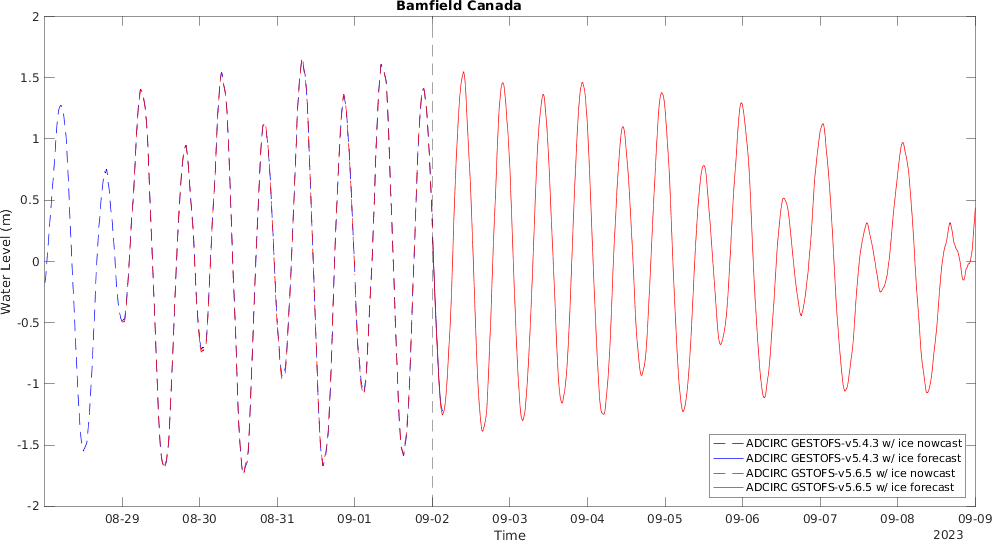 Bamfield Canada
2
1.5
1
0.5
0
-0.5
-1
-1.5
-2
Water Level (m)
ADCIRC GESTOFS-v5.4.3 w/ ice nowcast
ADCIRC GESTOFS-v5.4.3 w/ ice forecast
ADCIRC GSTOFS-v5.6.5 w/ ice nowcast
ADCIRC GSTOFS-v5.6.5 w/ ice forecast
08-29 08-30 08-31 09-01 09-02 09-03 09-04 09-05 09-06 09-07 09-08 09-09
Time
2023